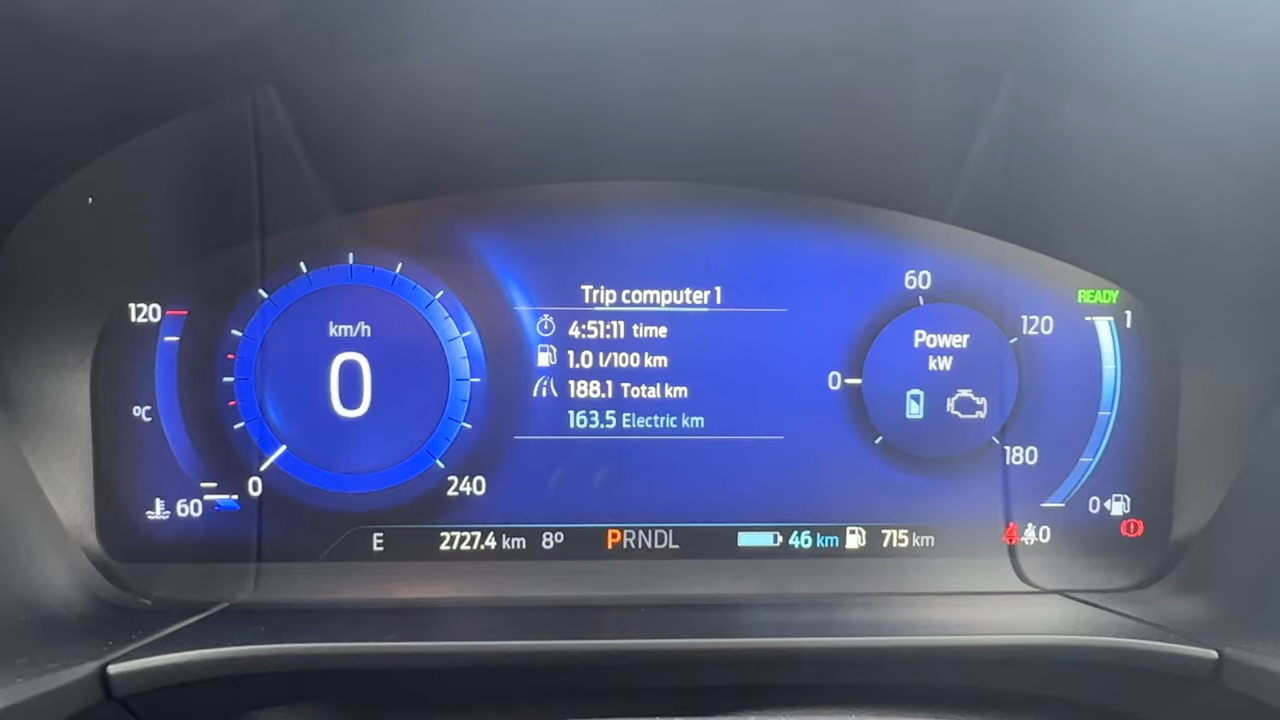 Trip computer 1
4:51:11 time
1.0 l/100 km
188.1 Total km
163.5 Electric km
120
ºC
60
km/h
0
0
240
60
120
0
180
Power
kW
READY
1
0
0
E 2727.4 km 8º PRNDL 46 km 715 km